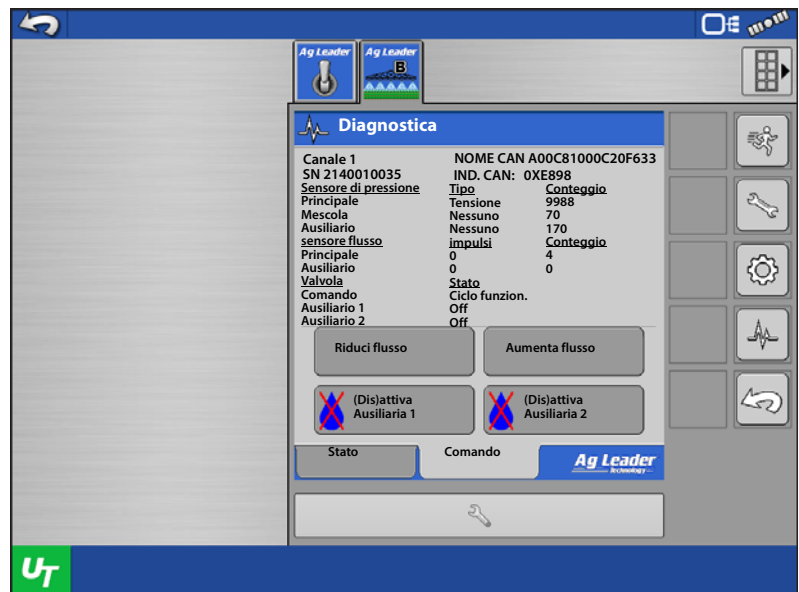 Ag Leader Ag Leader
B
Diagnostica
Canale 1 NOME CAN A00C81000C20F633
SN 2140010035 IND. CAN: 0XE898
Sensore di pressione Tipo Conteggio
Principale Tensione 9988
Mescola Nessuno 70
Ausiliario Nessuno 170
sensore flusso impulsi Conteggio
Principale 0 4
Ausiliario 0 0
Valvola Stato
Comando Ciclo funzion.
Ausiliario 1 Off
Ausiliario 2 Off
Riduci flusso Aumenta flusso
(Dis)attiva (Dis)attiva
Ausiliaria 1 Ausiliaria 2
Stato Comando Ag Leader
Technology
UT